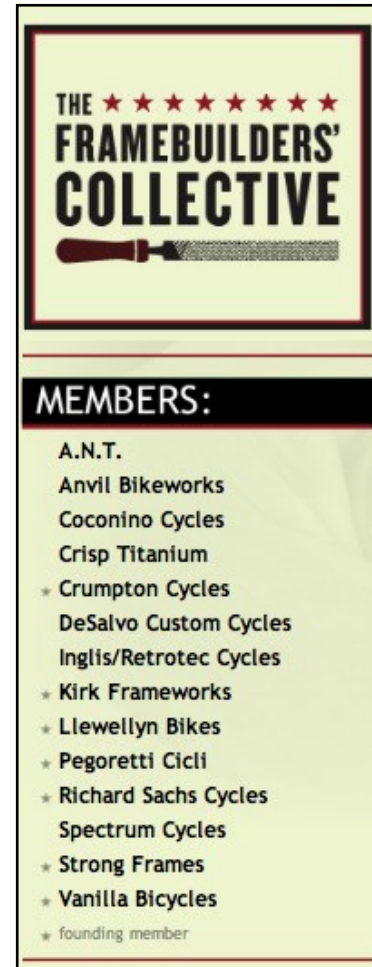 THE ★ ★ ★ ★ ★ ★ ★ ★
FRAMEBUILDERS'
COLLECTIVE
MEMBERS:
A.N.T.
Anvil Bikeworks
Coconino Cycles
Crisp Titanium
★ Crumpton Cycles
DeSalvo Custom Cycles
Inglis/Retrotec Cycles
★ Kirk Frameworks
★ Llewellyn Bikes
★ Pegoretti Cicli
★ Richard Sachs Cycles
Spectrum Cycles
★ Strong Frames
★ Vanilla Bicycles
★ founding member